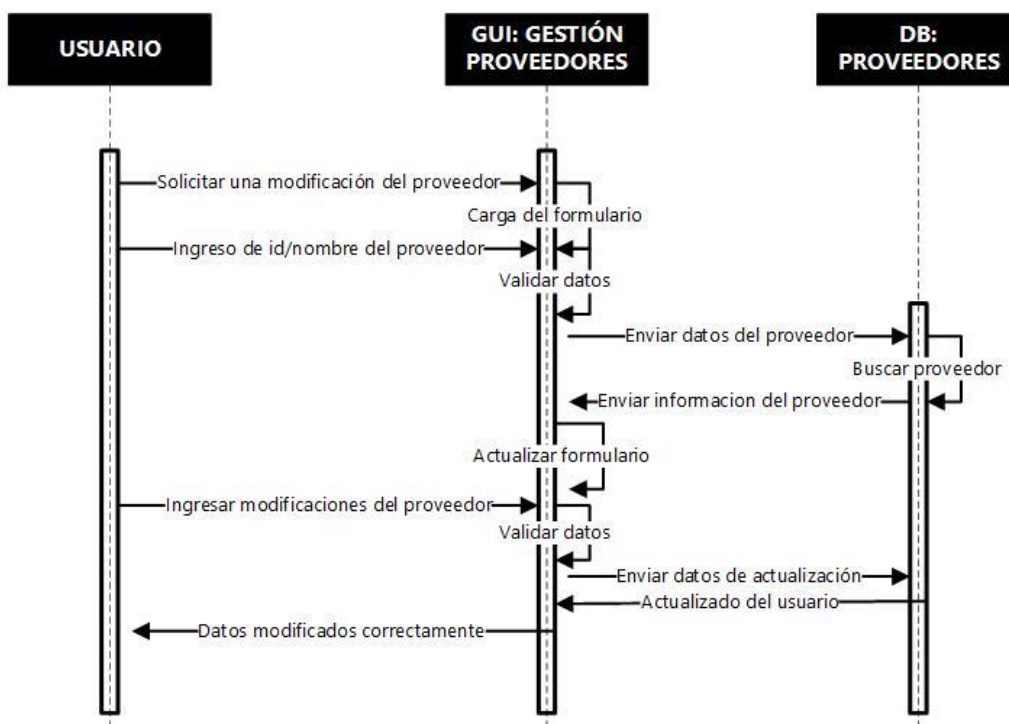 USUARIO
GUI: GESTIÓN
PROVEEDORES
DB:
PROVEEDORES
Solicitar una modificación del proveedor
Carga del formulario
Ingreso de id/nombre del proveedor
Validar datos
Enviar datos del proveedor
Buscar proveedor
Enviar informacion del proveedor
Actualizar formulario
Ingresar modificaciones del proveedor
Validar datos
Enviar datos de actualización
Actualizado del usuario
Datos modificados correctamente